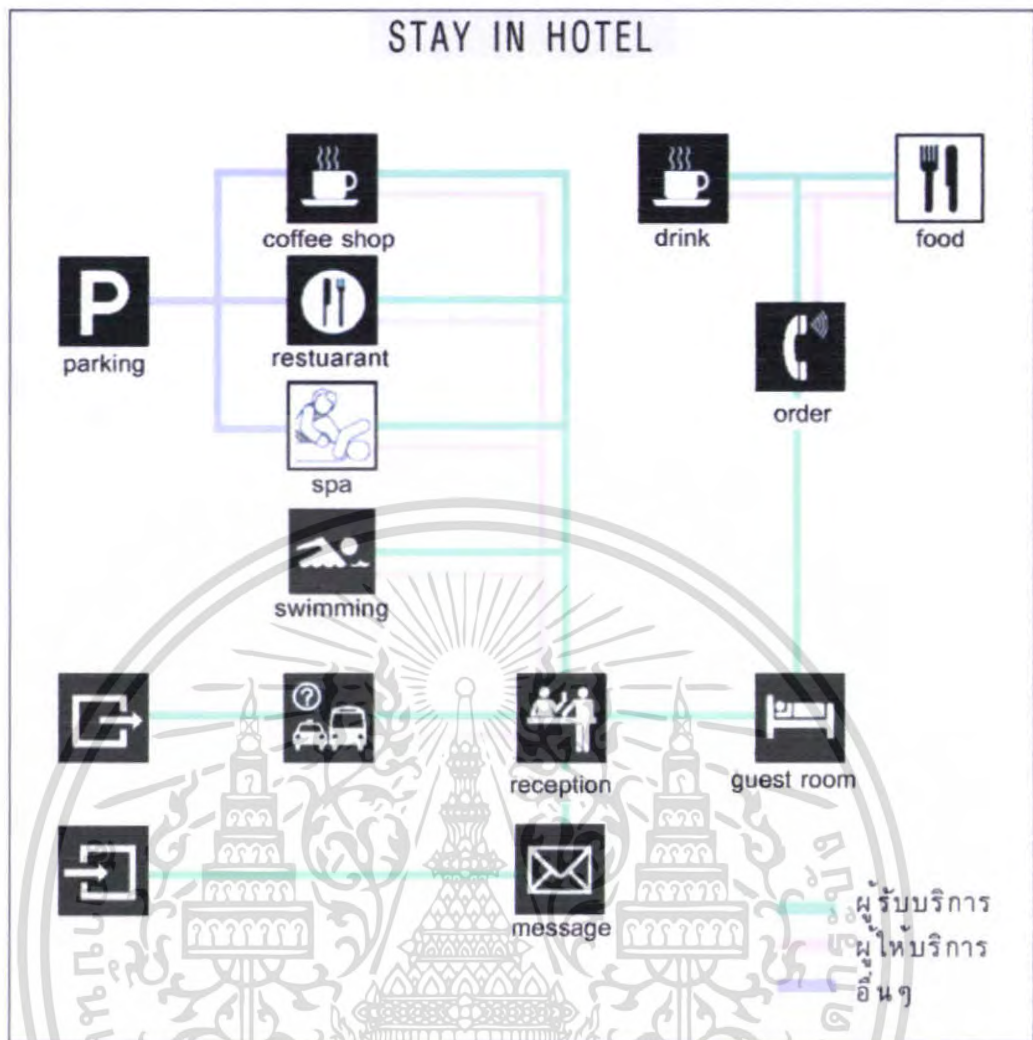 STAY IN HOTEL
coffee shop
drink
food
P
parking
restuarant
order
spa
swimming
?
reception
guest room
message
ผู้รับบริการ
ผู้ให้บริการ
อื่นๆ